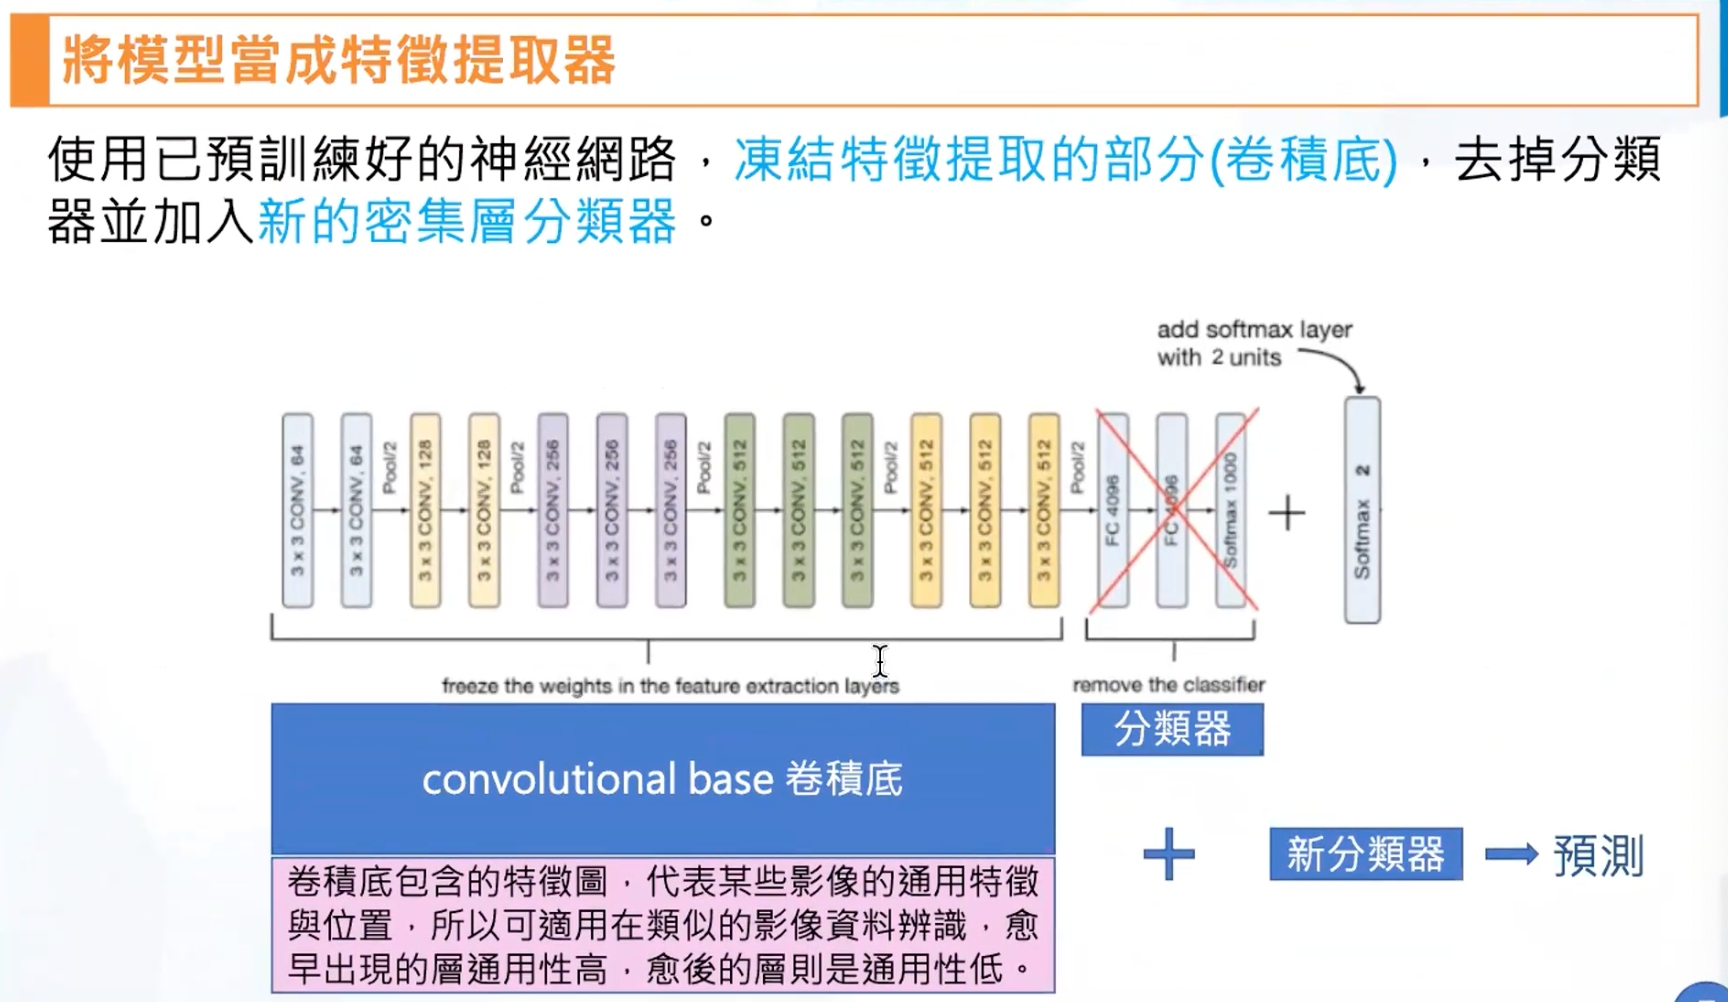 將模型當成特徵提取器
使用已預訓練好的神經網路，凍結特徵提取的部分(卷積底)，去掉分類
器並加入新的密集層分類器。
add softmax layer
with 2 units
3 x 3 CONV, 64
3 x 3 CONV, 64
Pool/2
3 x 3 CONV, 128
3 x 3 CONV, 128
Pool/2
3 x 3 CONV, 256
3 x 3 CONV, 256
3 x 3 CONV, 256
Pool/2
3 x 3 CONV, 512
3 x 3 CONV, 512
3 x 3 CONV, 512
Pool/2
3 x 3 CONV, 512
3 x 3 CONV, 512
3 x 3 CONV, 512
Pool/2
FC 4096
FC 4096
Softmax 1000
+
Softmax 2
freeze the weights in the feature extraction layers
remove the classifier
convolutional base 卷積底
分類器
+
新分類器
預測
卷積底包含的特徵圖，代表某些影像的通用特徵
與位置，所以可適用在類似的影像資料辨識，愈
早出現的層通用性高，愈後的層則是通用性低。